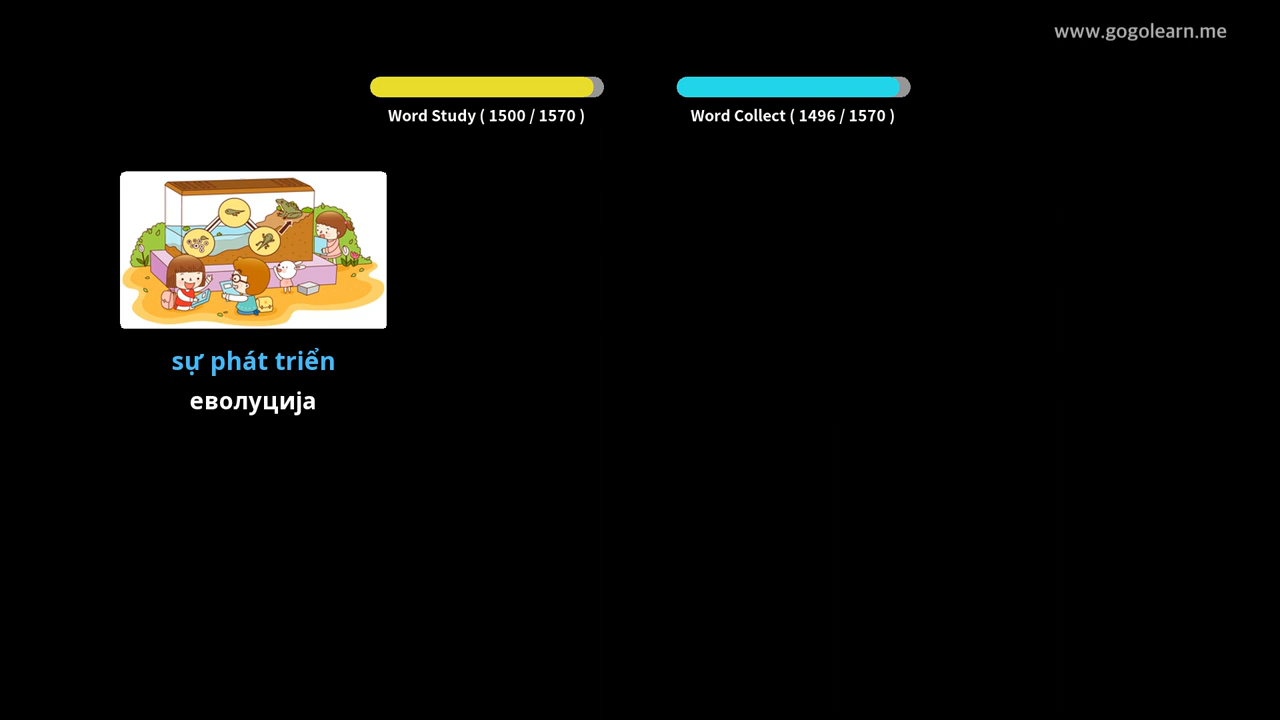 www.gogolearn.me
Word Study ( 1500 / 1570 )
Word Collect ( 1496 / 1570 )
sự phát triển
еволуција